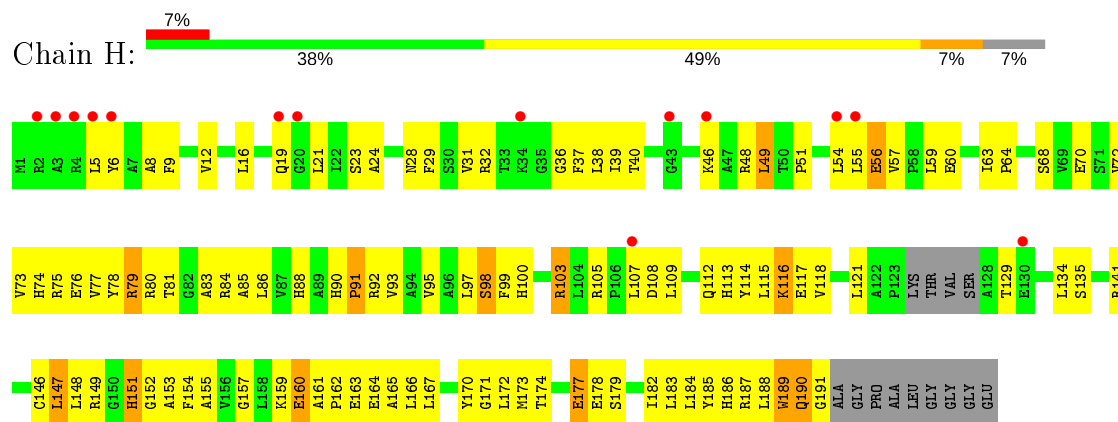 7%
Chain H:
38% 49% 7% 7%
M1 R2 A3 R4 L5 Y6 A7 A8 F9 V12 L16 Q19 G20 L21 I22 S23 A24 N28 F29 S30 V31 R32 T33 K34 G35 G36 F37 L38 I39 T40 G43 K46 A47 R48 L49 T50 P51 L54 L55 E56 V57 P58 L59 E60 I63 P64 S68 V69 E70 S71 V72
V73 H74 R75 E76 V77 Y78 R79 R80 T81 G82 A83 R84 A85 L86 V87 H88 A89 H90 P91 R92 V93 A94 V95 A96 L97 S98 F99 H100 R103 L104 R105 P106 L107 D108 L109 Q112 H113 Y114 L115 K116 E117 V118 L121 A122 P123 LYS THR VAL SER A128 T129 E130 L134 S135
C146 L147 L148 R149 G150 H151 G152 A153 F154 A155 V156 G157 L158 K159 E160 A161 P162 E163 E164 A165 L166 L167 Y170 G171 L172 M173 T174 E177 E178 S179 I182 L183 L184 Y185 H186 R187 L188 W189 Q190 G191 ALA GLY PRO ALA LEU GLY GLY GLY GLU